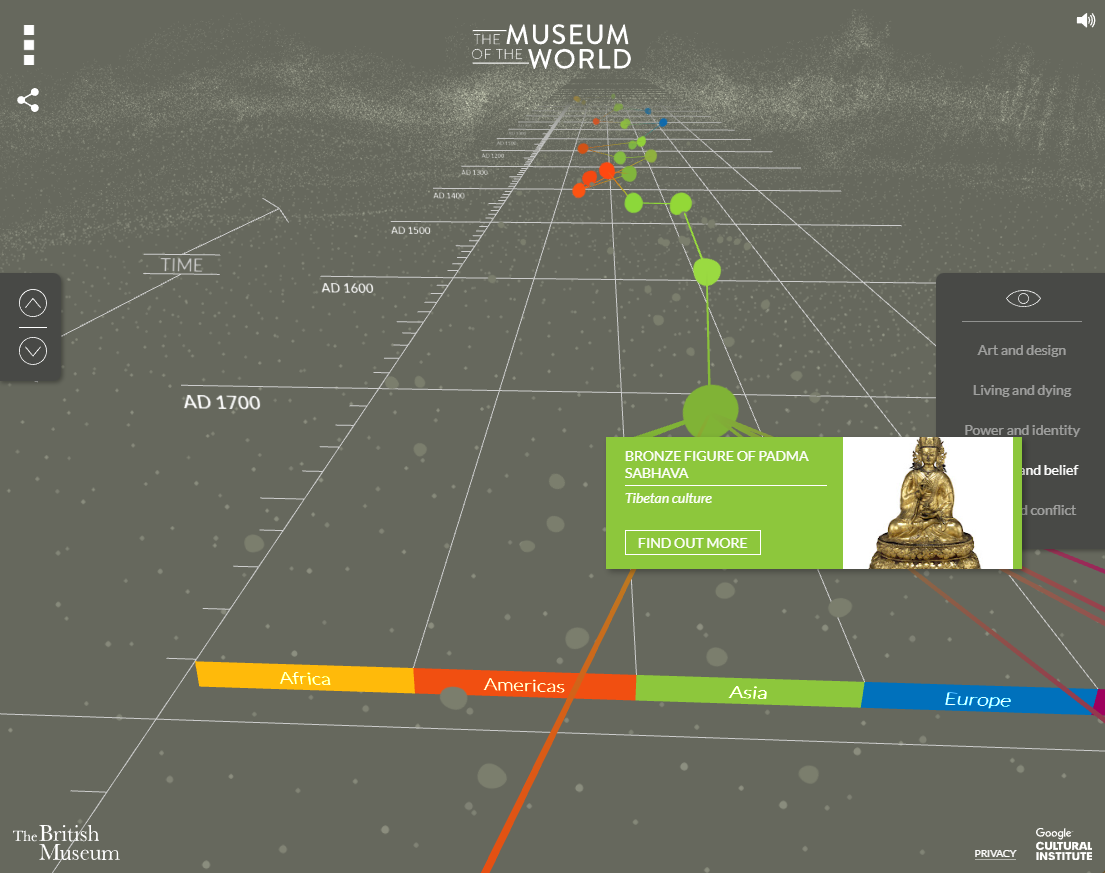 THE MUSEUM
OF THE WORLD
AD 1200
AD 1300
AD 1400
AD 1500
TIME
AD 1600
AD 1700
Art and design
Living and dying
Power and identity
and belief
conflict
BRONZE FIGURE OF PADMA
SABHAVA
Tibetan culture
FIND OUT MORE
Africa
Americas
Asia
Europe
The British
Museum
PRIVACY
Google
CULTURAL
INSTITUTE